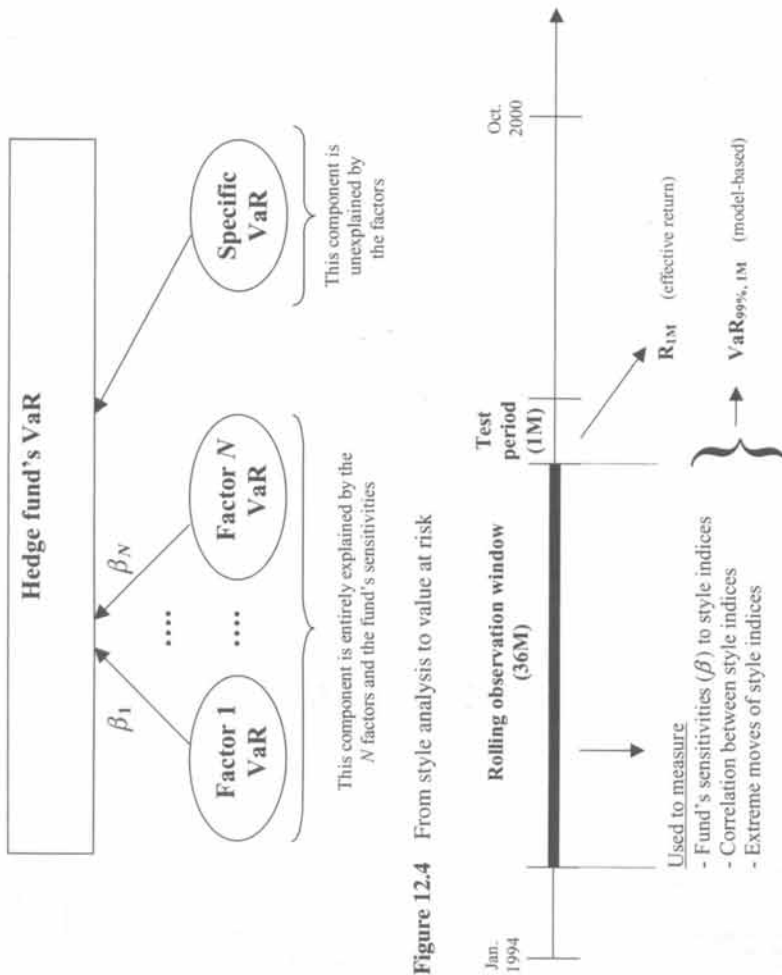 Hedge fund's VaR
β1
βN
....
....
Factor 1
VaR
Factor N
VaR
Specific
VaR
This component is entirely explained by the
N factors and the fund's sensitivities
This component is
unexplained by
the factors
Figure 12.4 From style analysis to value at risk
Jan.
1994
Rolling observation window
(36M)
Test
period
(1M)
Oct.
2000
Used to measure
- Fund's sensitivities (β) to style indices
- Correlation between style indices
- Extreme moves of style indices
R1M (effective return)
VaR99%, 1M (model-based)